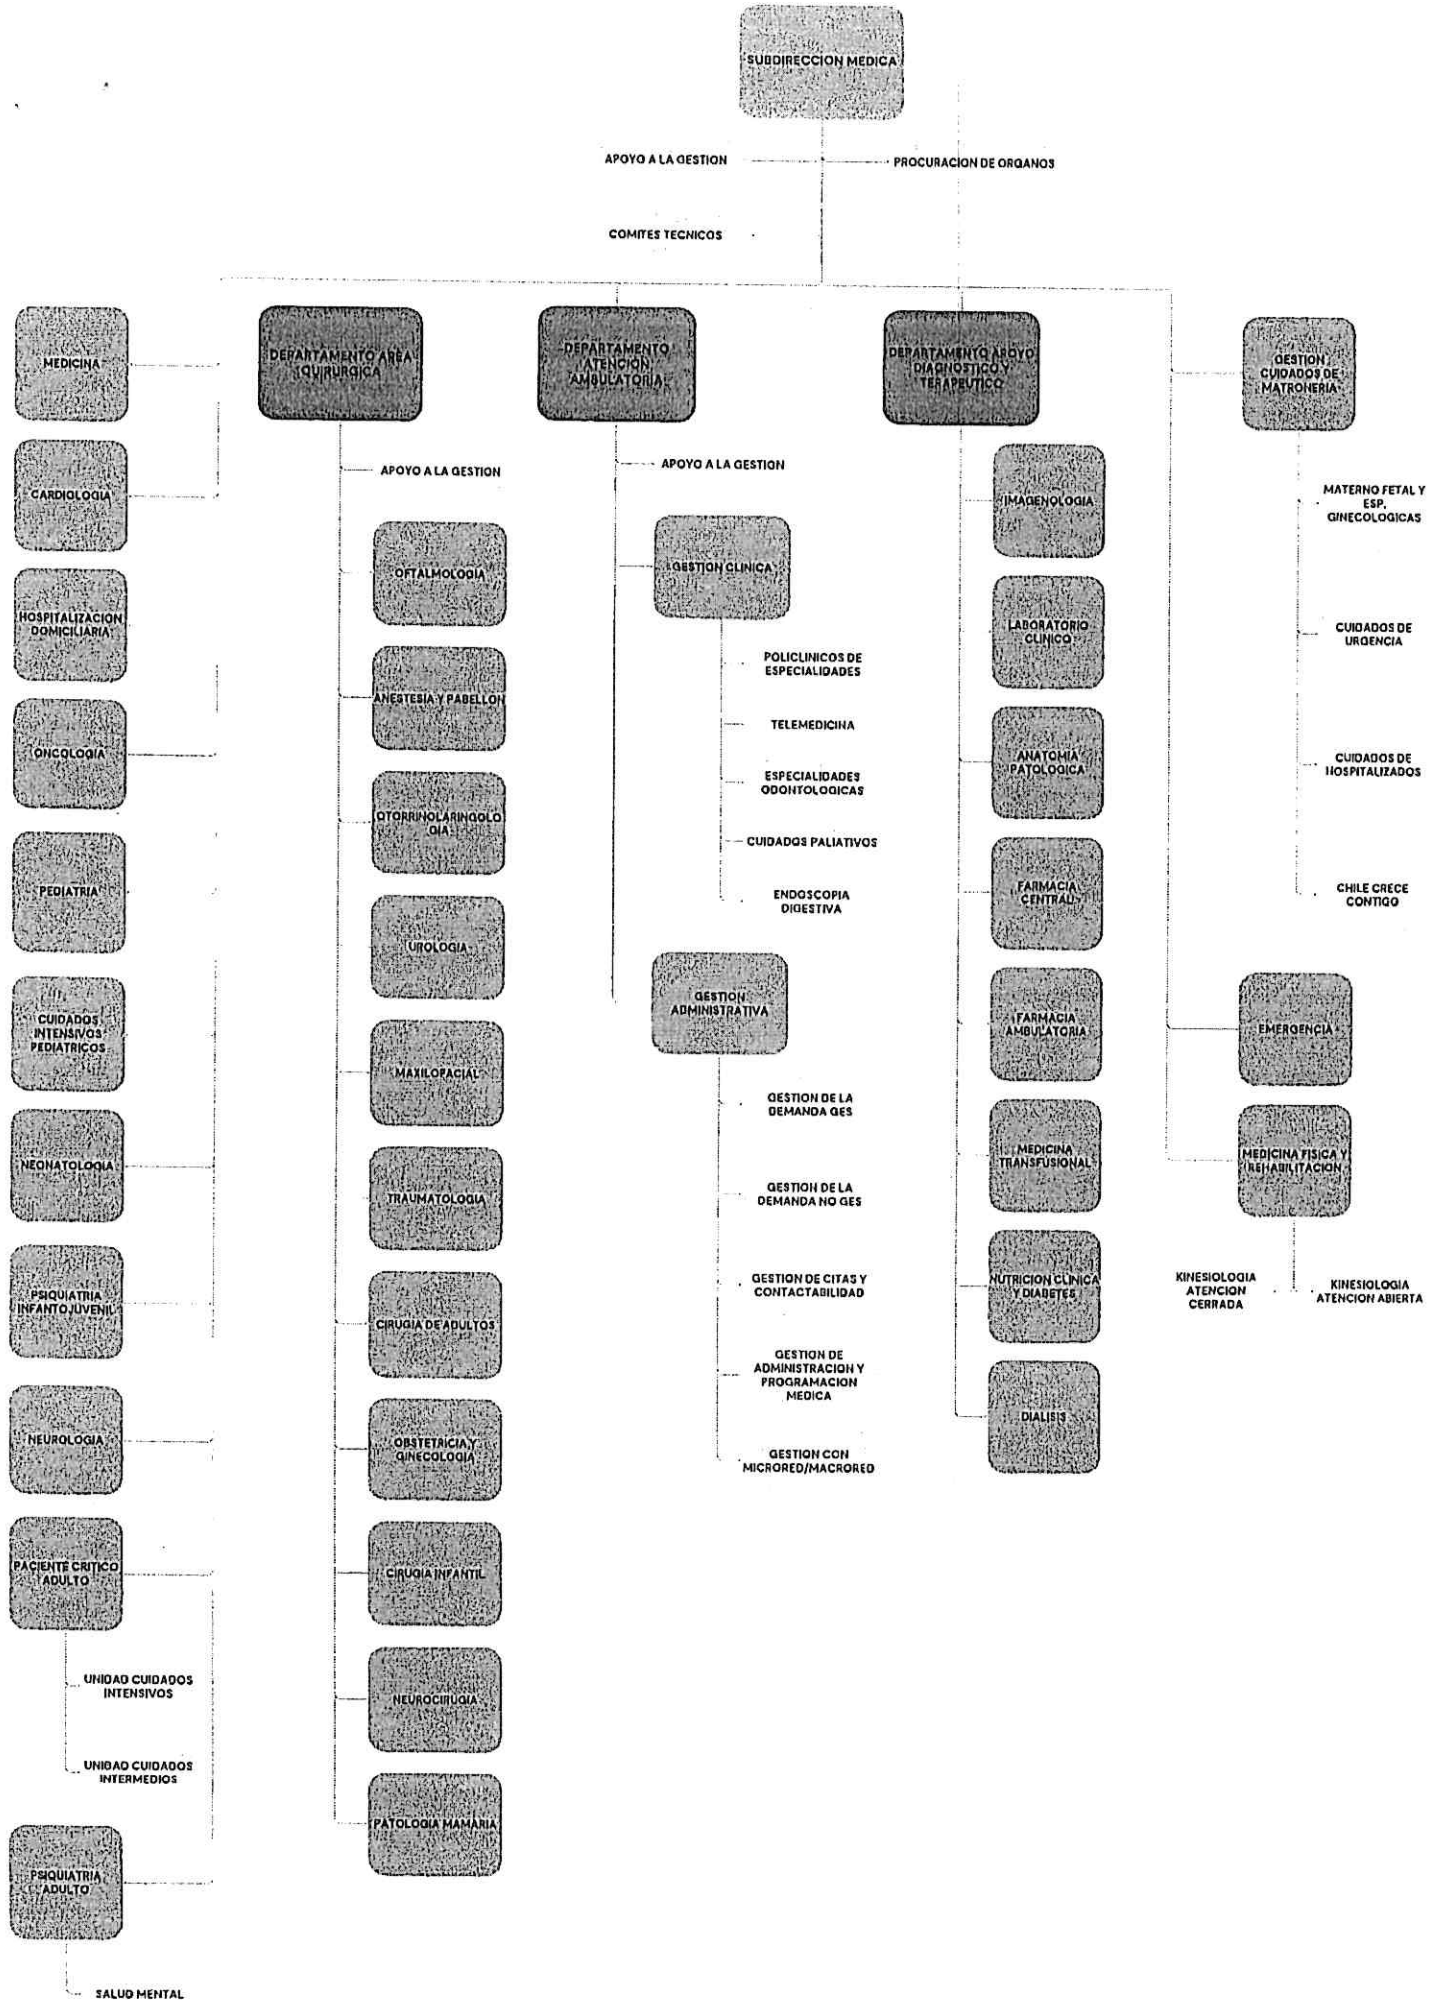 SUBDIRECCION MEDICA
APOYO A LA GESTION
PROCURACION DE ORGANOS
COMITES TECNICOS
MEDICINA
CARDIOLOGIA
HOSPITALIZACION
DOMICILIARIA
ONCOLOGIA
PEDIATRIA
CUIDADOS
INTENSIVOS
PEDIATRICOS
NEONATOLOGIA
PSIQUIATRIA
INFANTOJUVENIL
NEUROLOGIA
PACIENTE CRITICO
ADULTO
UNIDAD CUIDADOS
INTENSIVOS
UNIDAD CUIDADOS
INTERMEDIOS
PSIQUIATRIA
ADULTO
SALUD MENTAL
DEPARTAMENTO AREA
QUIRURGICA
APOYO A LA GESTION
OFTALMOLOGIA
ANESTESIA Y PABELLON
OTORRINOLARINGOLO
GIA
UROLOGIA
MAXILOFACIAL
TRAUMATOLOGIA
CIRUGIA DE ADULTOS
OBSTETRICIA Y
GINECOLOGIA
CIRUGIA INFANTIL
NEUROCIRUGIA
PATOLOGIA MAMARIA
DEPARTAMENTO
ATENCION
AMBULATORIA
APOYO A LA GESTION
GESTION CLINICA
POLICLINICOS DE
ESPECIALIDADES
TELEMEDICINA
ESPECIALIDADES
ODONTOLOGICAS
CUIDADOS PALIATIVOS
ENDOSCOPIA
DIGESTIVA
GESTION
ADMINISTRATIVA
GESTION DE LA
DEMANDA GES
GESTION DE LA
DEMANDA NO GES
GESTION DE CITAS Y
CONTACTABILIDAD
GESTION DE
ADMINISTRACION Y
PROGRAMACION
MEDICA
GESTION CON
MICRORED/MACRORED
DEPARTAMENTO APOYO
DIAGNOSTICO Y
TERAPEUTICO
IMAGENOLOGIA
LABORATORIO
CLINICO
ANATOMIA
PATOLOGICA
FARMACIA
CENTRAL
FARMACIA
AMBULATORIA
MEDICINA
TRANSFUSIONAL
NUTRICION CLINICA
Y DIABETES
DIALISIS
GESTION
CUIDADOS DE
MATRONERIA
MATERNO FETAL Y
ESP.
GINECOLOGICAS
CUIDADOS DE
URGENCIA
CUIDADOS DE
HOSPITALIZADOS
CHILE CRECE
CONTIGO
EMERGENCIA
MEDICINA FISICA Y
REHABILITACION
KINESIOLOGIA
ATENCION
CERRADA
KINESIOLOGIA
ATENCION ABIERTA